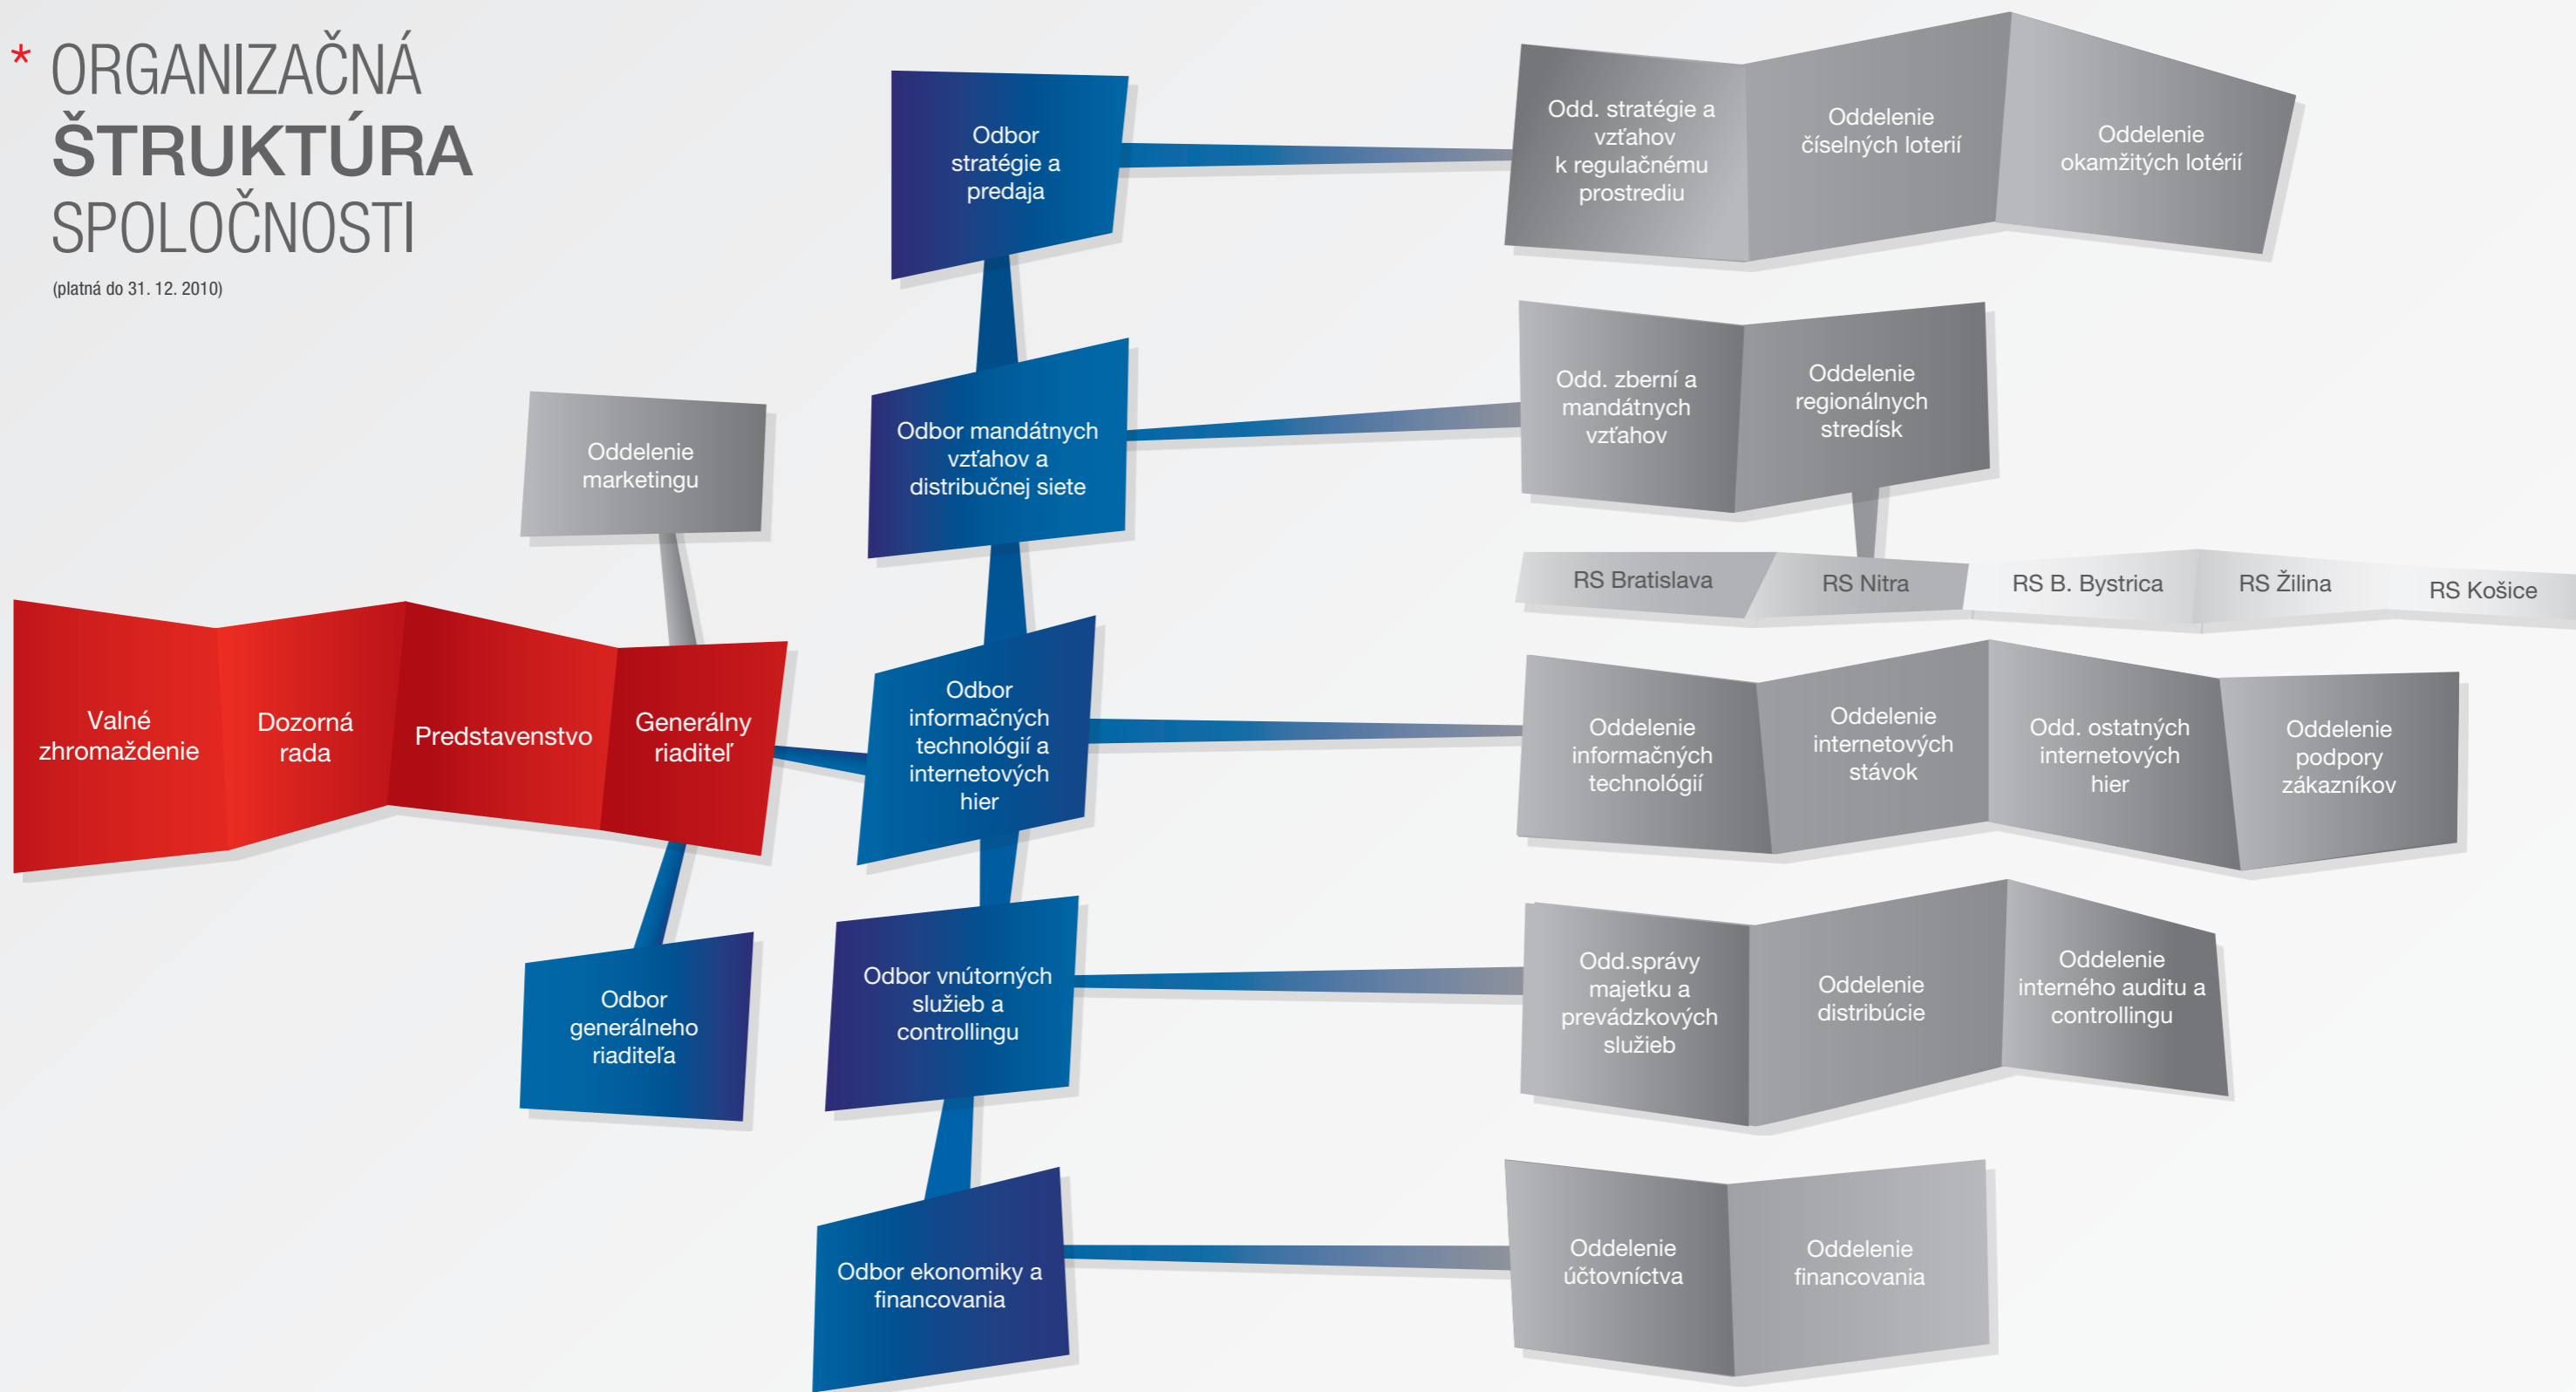 * ORGANIZAČNÁ
ŠTRUKTÚRA
SPOLOČNOSTI
(platná do 31. 12. 2010)
Valné
zhromaždenie
Dozorná
rada
Predstavenstvo
Generálny
riaditeľ
Oddelenie
marketingu
Odbor
generálneho
riaditeľa
Odbor
stratégie a
predaja
Odd. stratégie a
vzťahov
k regulačnému
prostrediu
Oddelenie
číselných loterií
Oddelenie
okamžitých lotérií
Odbor mandátnych
vzťahov a
distribučnej siete
Odd. zberní a
mandátnych
vzťahov
Oddelenie
regionálnych
stredísk
RS Bratislava
RS Nitra
RS B. Bystrica
RS Žilina
RS Košice
Odbor
informačných
technológií a
internetových
hier
Oddelenie
informačných
technológií
Oddelenie
internetových
stávok
Odd. ostatných
internetových
hier
Oddelenie
podpory
zákazníkov
Odbor vnútorných
služieb a
controllingu
Odd.správy
majetku a
prevádzkových
služieb
Oddelenie
distribúcie
Oddelenie
interného auditu a
controllingu
Odbor ekonomiky a
financovania
Oddelenie
účtovníctva
Oddelenie
financovania